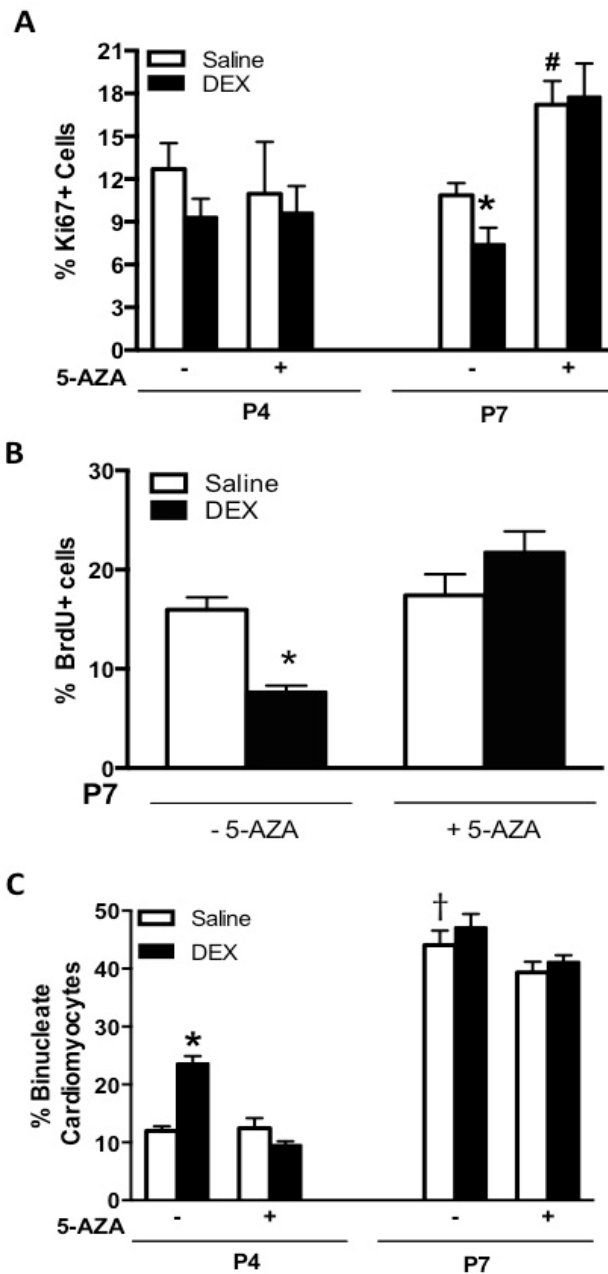 A
21
18
15
12
9
6
3
0
% Ki67+ Cells
Saline
DEX
*
#
5-AZA - + - +
P4 P7
B
30
20
10
0
% BrdU+ cells
Saline
DEX
*
P7
- 5-AZA + 5-AZA
C
50
40
30
20
10
0
% Binucleate
Cardiomyocytes
Saline
DEX
*
†
5-AZA - + - +
P4 P7